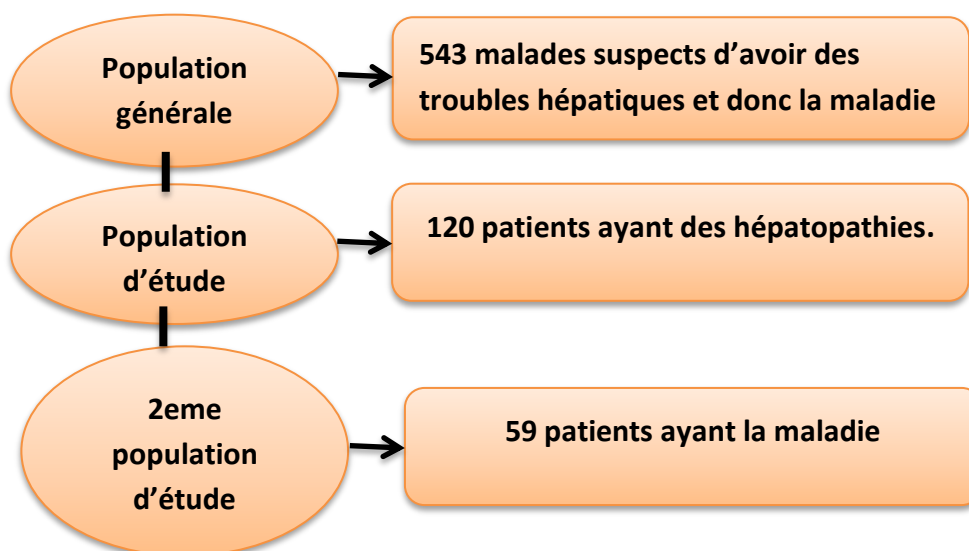 Population
générale
543 malades suspects d’avoir des
troubles hépatiques et donc la maladie
Population
d’étude
120 patients ayant des hépatopathies.
2eme
population
d’étude
59 patients ayant la maladie